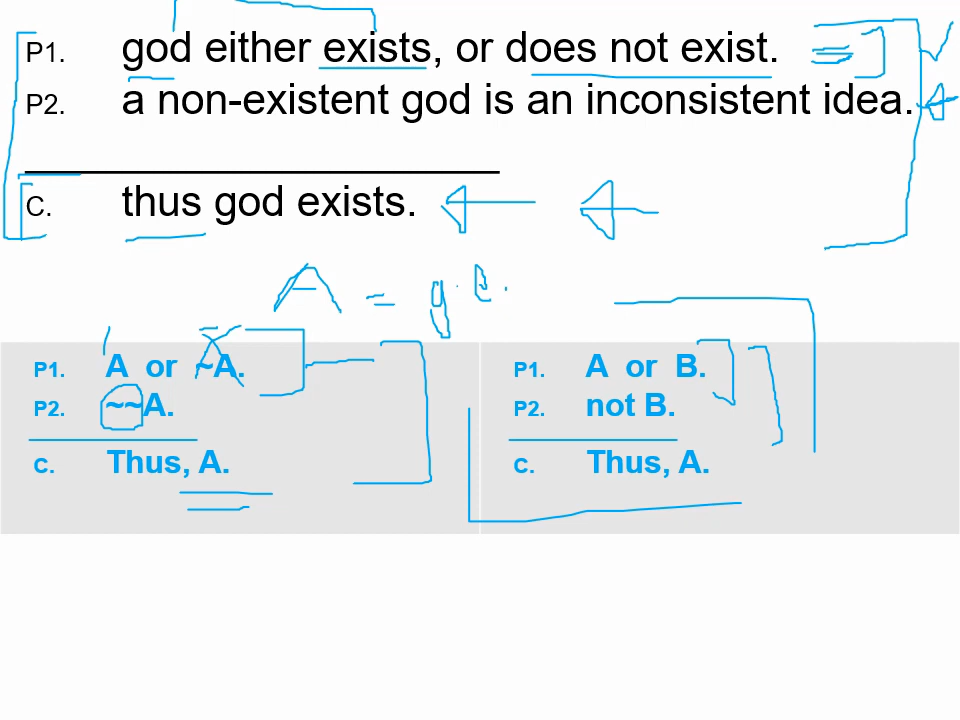 P1. god either exists, or does not exist.
P2. a non-existent god is an inconsistent idea.
C. thus god exists.
A = g.e.
P1. A or ~A.
P2. ~~A.
C. Thus, A.
P1. A or B.
P2. not B.
C. Thus, A.